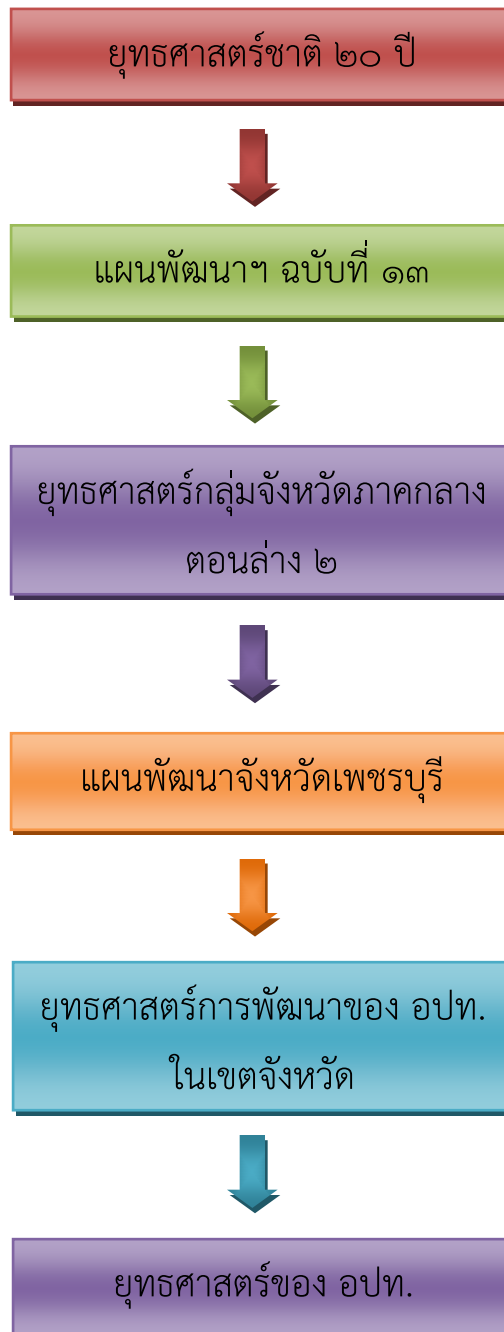 ยุทธศาสตร์ชาติ ๒๐ ปี
แผนพัฒนาฯ ฉบับที่ ๑๓
ยุทธศาสตร์กลุ่มจังหวัดภาคกลาง
ตอนล่าง ๒
แผนพัฒนาจังหวัดเพชรบุรี
ยุทธศาสตร์การพัฒนาของ อปท.
ในเขตจังหวัด
ยุทธศาสตร์ของ อปท.